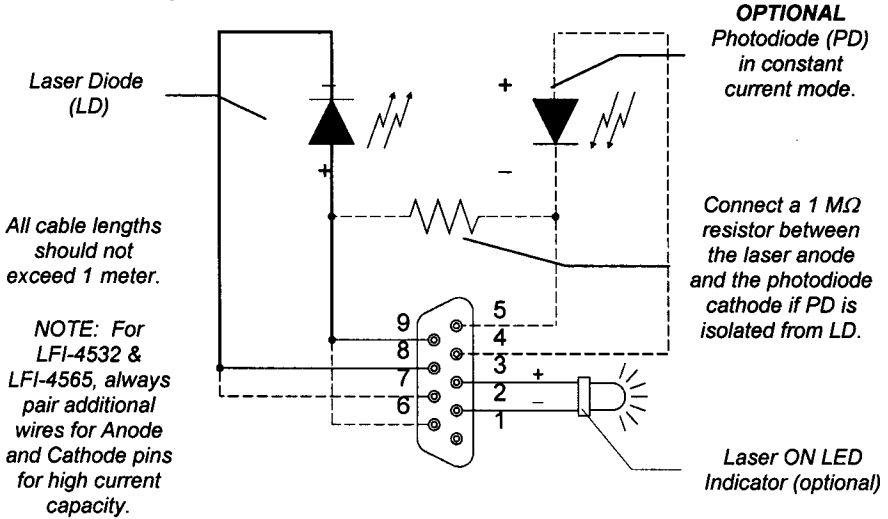 OPTIONAL
Photodiode (PD)
in constant
current mode.
Laser Diode
(LD)
−
+
+
−
All cable lengths
should not
exceed 1 meter.
Connect a 1 MΩ
resistor between
the laser anode
and the photodiode
cathode if PD is
isolated from LD.
NOTE: For
LFI-4532 &
LFI-4565, always
pair additional
wires for Anode
and Cathode pins
for high current
capacity.
9
8
7
6
5
4
3
2
1
+
−
Laser ON LED
Indicator (optional)